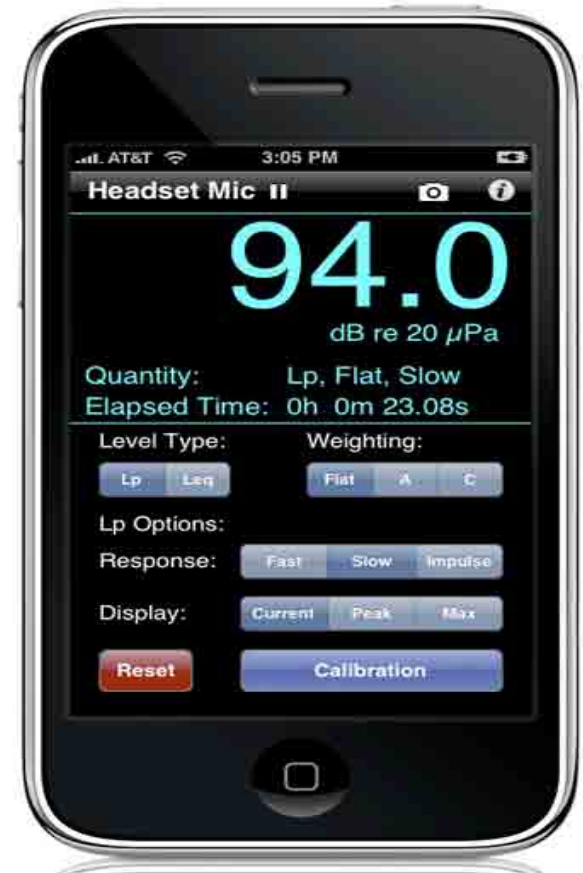 AT&T 3:05 PM
Headset Mic
94.0
dB re 20 µPa
Quantity: Lp, Flat, Slow
Elapsed Time: 0h 0m 23.08s
Level Type: Weighting:
Lp Leq Flat A C
Lp Options:
Response: Fast Slow Impulse
Display: Current Peak Max
Reset Calibration